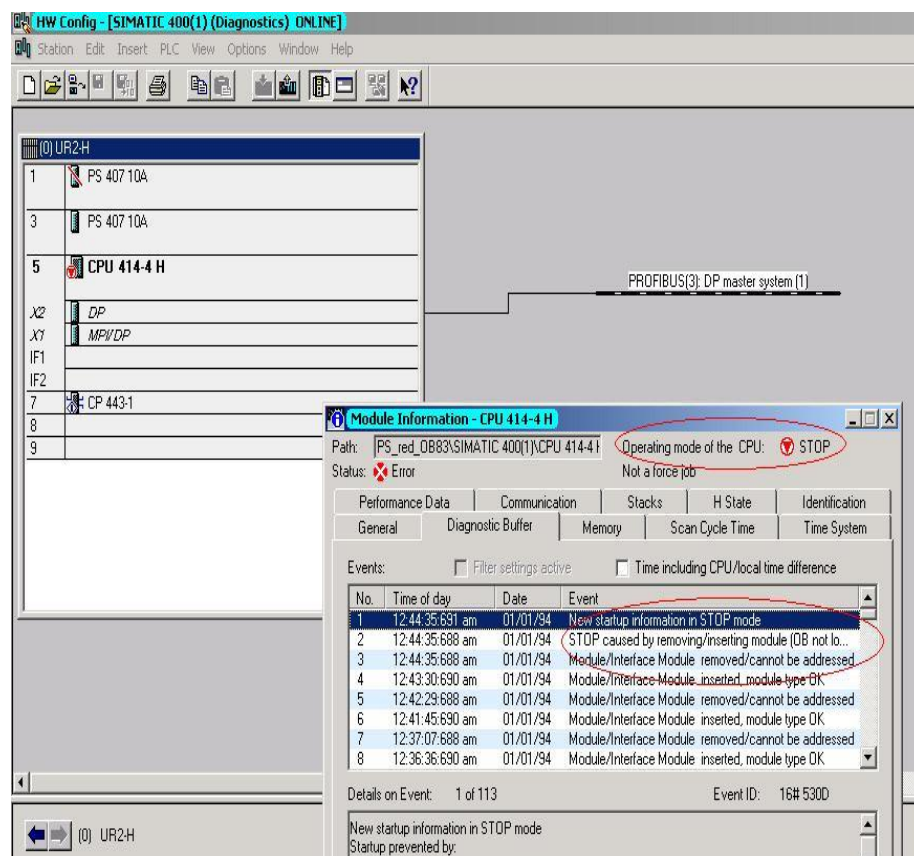 HW Config - [SIMATIC 400(1) (Diagnostics) ONLINE]
Station Edit Insert PLC View Options Window Help
(0) UR2-H
1 PS 407 10A
3 PS 407 10A
5 CPU 414-4 H
X2 DP
X1 MPI/DP
IF1
IF2
7 CP 443-1
8
9
PROFIBUS(3): DP master system (1)
Module Information - CPU 414-4 H
Path: PS_red_OB83\SIMATIC 400(1)\CPU 414-4 H Operating mode of the CPU: STOP
Status: Error Not a force job
Performance Data Communication Stacks H State Identification
General Diagnostic Buffer Memory Scan Cycle Time Time System
Events: Filter settings active Time including CPU/local time difference
No. Time of day Date Event
1 12:44:35:691 am 01/01/94 New startup information in STOP mode
2 12:44:35:688 am 01/01/94 STOP caused by removing/inserting module (OB not lo...
3 12:44:35:688 am 01/01/94 Module/Interface Module removed/cannot be addressed
4 12:43:30:690 am 01/01/94 Module/Interface Module inserted, module type OK
5 12:42:29:688 am 01/01/94 Module/Interface Module removed/cannot be addressed
6 12:41:45:690 am 01/01/94 Module/Interface Module inserted, module type OK
7 12:37:07:688 am 01/01/94 Module/Interface Module removed/cannot be addressed
8 12:36:36:690 am 01/01/94 Module/Interface Module inserted, module type OK
Details on Event: 1 of 113 Event ID: 16# 530D
New startup information in STOP mode
Startup prevented by:
(0) UR2-H